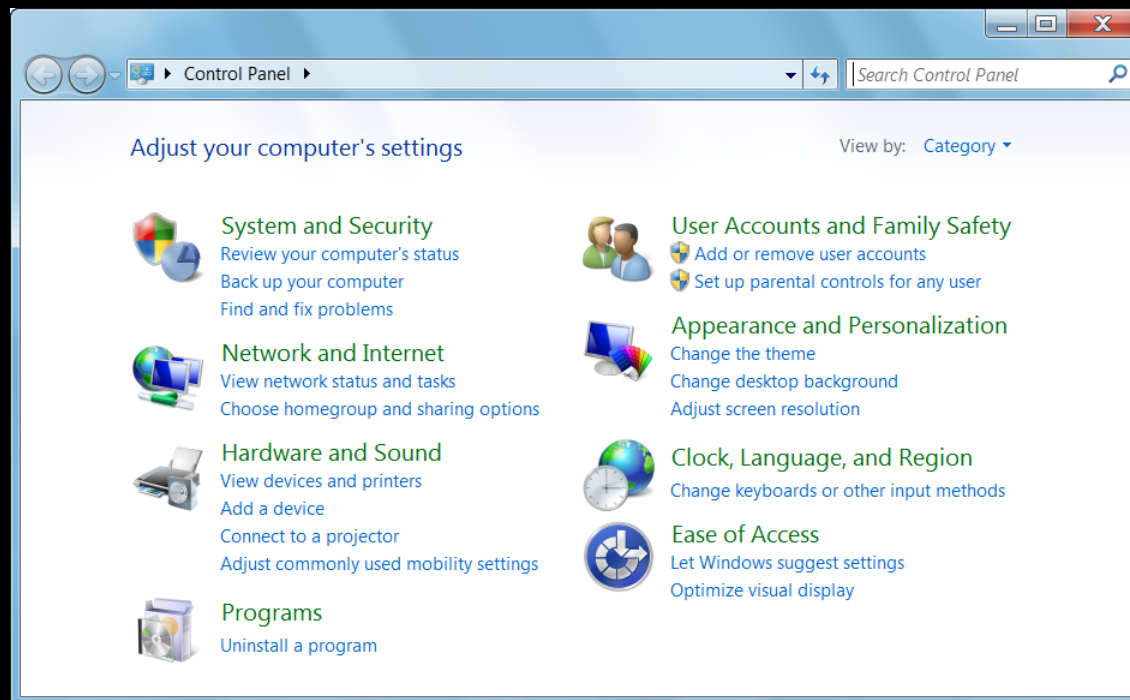 Control Panel
Search Control Panel
Adjust your computer's settings
View by: Category
System and Security
Review your computer's status
Back up your computer
Find and fix problems
Network and Internet
View network status and tasks
Choose homegroup and sharing options
Hardware and Sound
View devices and printers
Add a device
Connect to a projector
Adjust commonly used mobility settings
Programs
Uninstall a program
User Accounts and Family Safety
Add or remove user accounts
Set up parental controls for any user
Appearance and Personalization
Change the theme
Change desktop background
Adjust screen resolution
Clock, Language, and Region
Change keyboards or other input methods
Ease of Access
Let Windows suggest settings
Optimize visual display